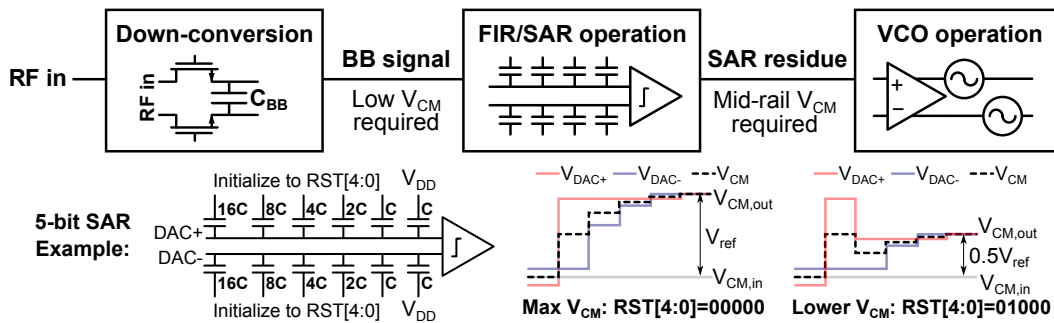 Down-conversion
FIR/SAR operation
VCO operation
RF in
RF in
C_BB
BB signal
Low V_CM
required
SAR residue
Mid-rail V_CM
required
+
−
Initialize to RST[4:0] V_DD
5-bit SAR
Example:
16C 8C 4C 2C C C
DAC+
DAC-
16C 8C 4C 2C C C
Initialize to RST[4:0] V_DD
V_DAC+ V_DAC- V_CM
V_CM,out
V_ref
V_CM,in
Max V_CM: RST[4:0]=00000
V_DAC+ V_DAC- V_CM
V_CM,out
0.5V_ref
V_CM,in
Lower V_CM: RST[4:0]=01000